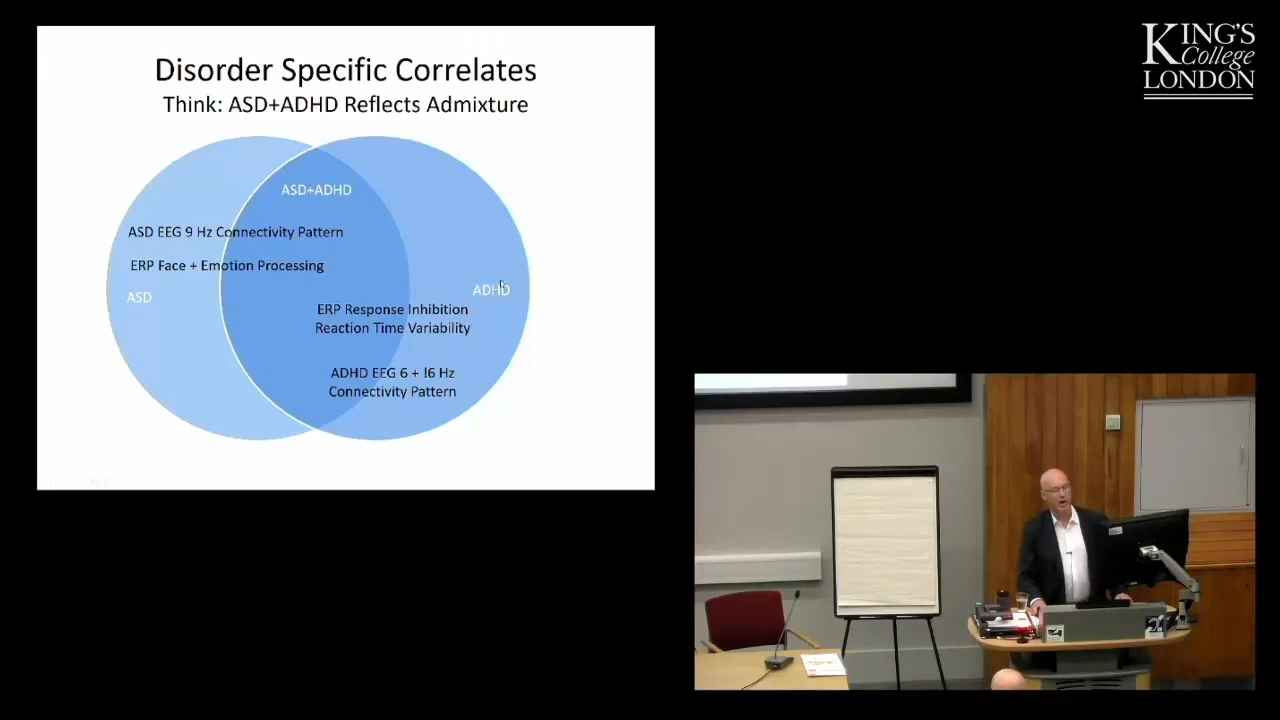 Disorder Specific Correlates
Think: ASD+ADHD Reflects Admixture
ASD+ADHD
ASD EEG 9 Hz Connectivity Pattern
ERP Face + Emotion Processing
ASD
ADHD
ERP Response Inhibition
Reaction Time Variability
ADHD EEG 6 + !6 Hz
Connectivity Pattern
KING'S
College
LONDON